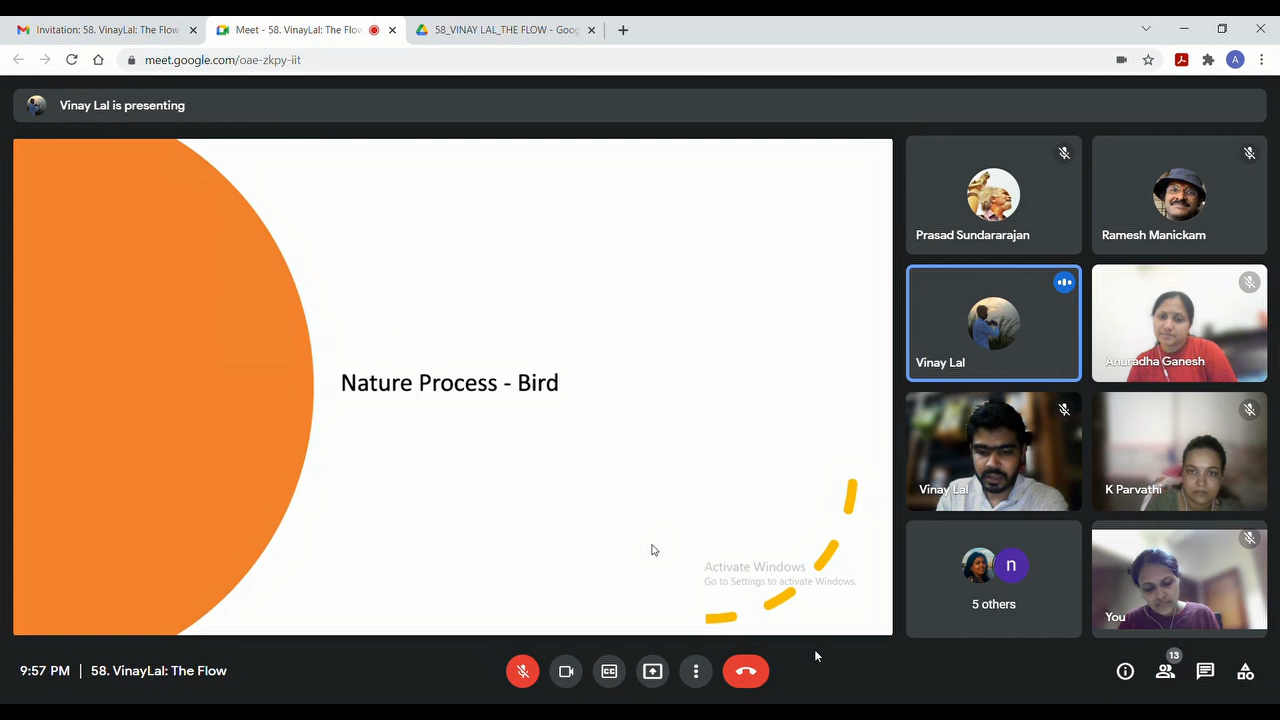 Invitation: 58. VinayLal: The Flow
Meet - 58. VinayLal: The Flow
58_VINAY LAL_THE FLOW - Goog
meet.google.com/oae-zkpy-iit
A
Vinay Lal is presenting
Nature Process - Bird
Activate Windows
Go to Settings to activate Windows.
Prasad Sundararajan
Ramesh Manickam
Vinay Lal
Anuradha Ganesh
Vinay Lal
K Parvathi
n
5 others
You
9:57 PM | 58. VinayLal: The Flow
CC
13